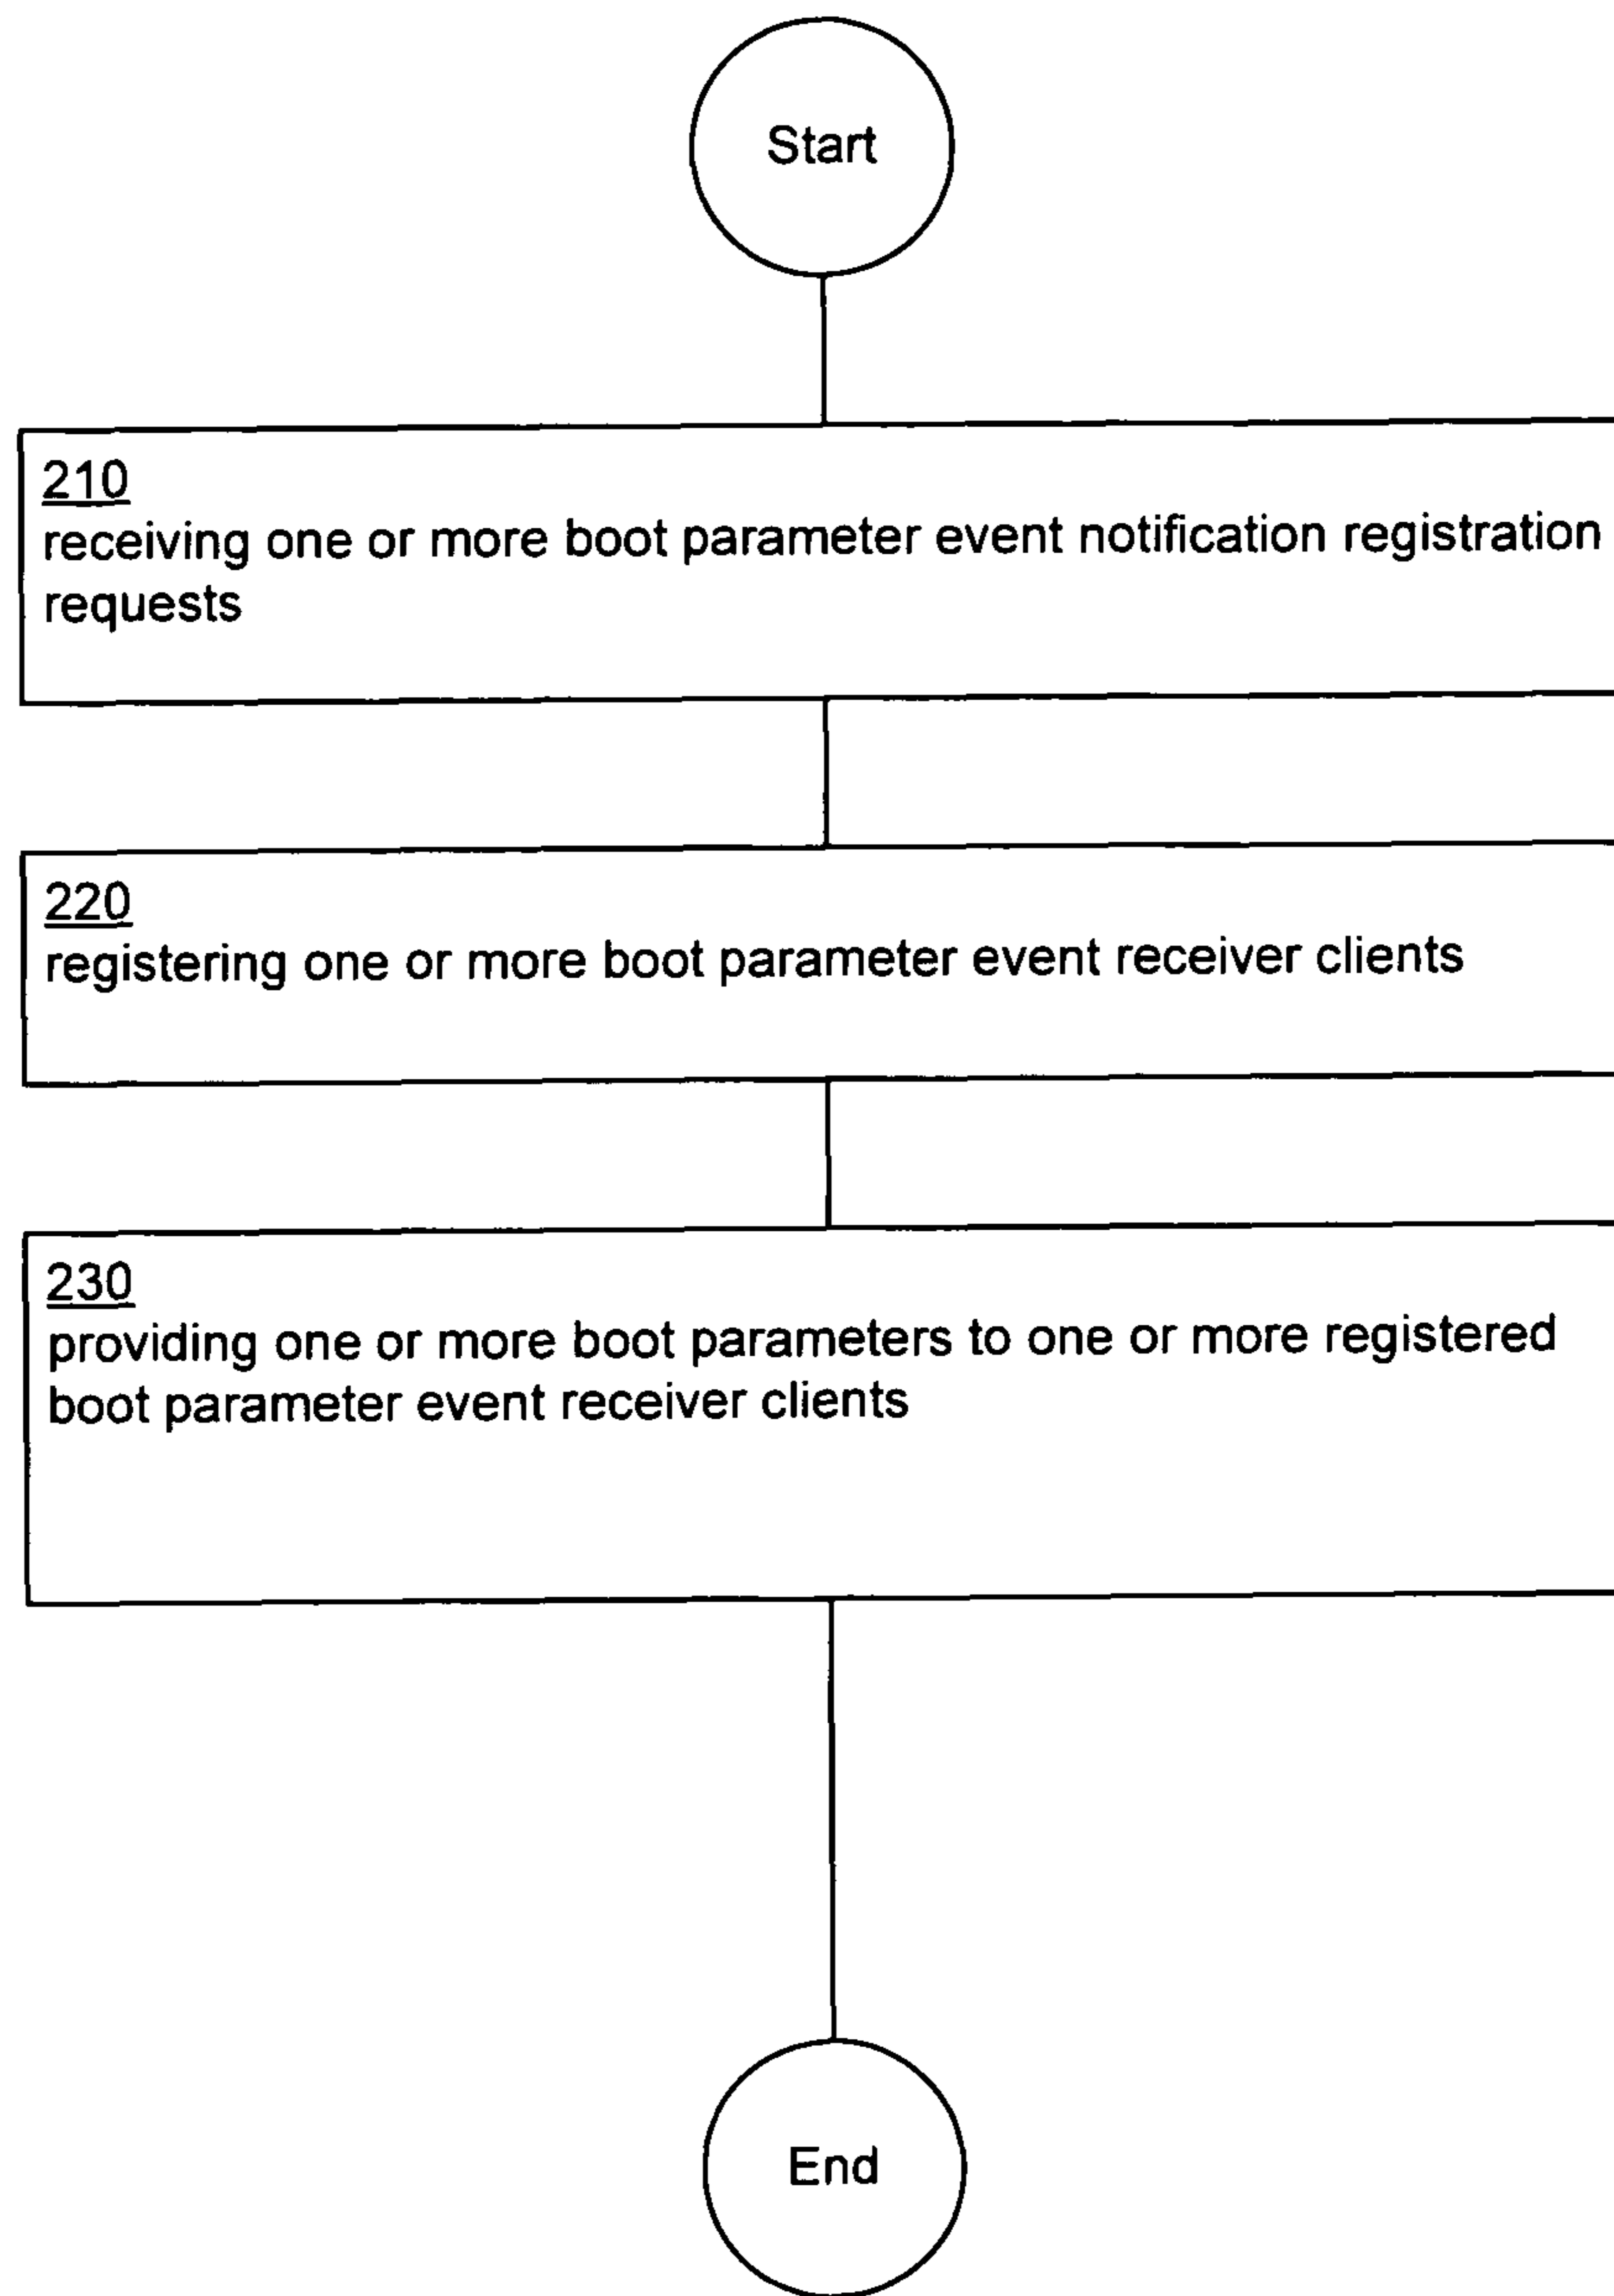 Start
210
receiving one or more boot parameter event notification registration
requests
220
registering one or more boot parameter event receiver clients
230
providing one or more boot parameters to one or more registered
boot parameter event receiver clients
End